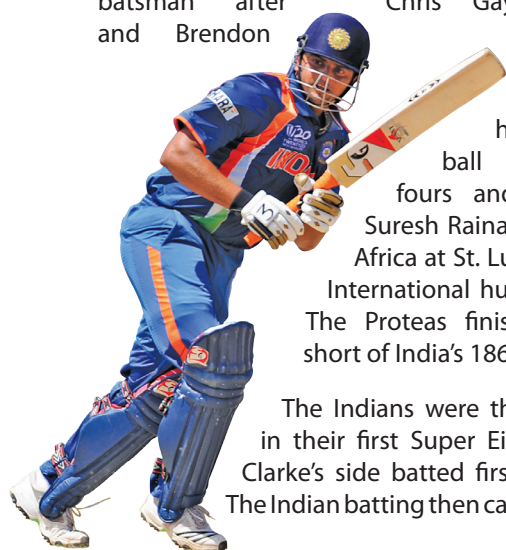 batsman after Chris Gay
and Brendon
h
ball
fours and
Suresh Raina
Africa at St. Lu
International hu
The Proteas finis
short of India's 186
The Indians were th
in their first Super Ei
Clarke's side batted firs
The Indian batting then ca